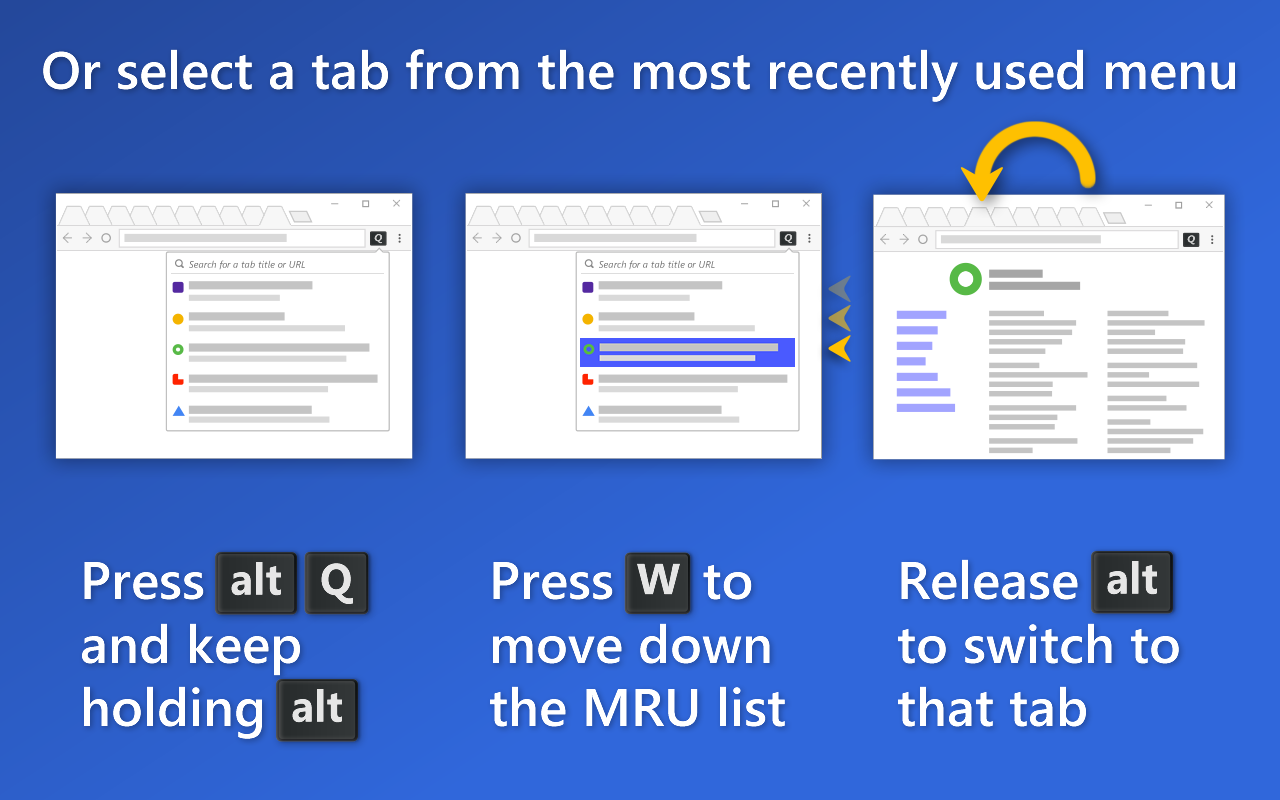 Or select a tab from the most recently used menu
Q
Search for a tab title or URL
Q
Search for a tab title or URL
Q
Press alt Q
and keep
holding alt
Press W to
move down
the MRU list
Release alt
to switch to
that tab